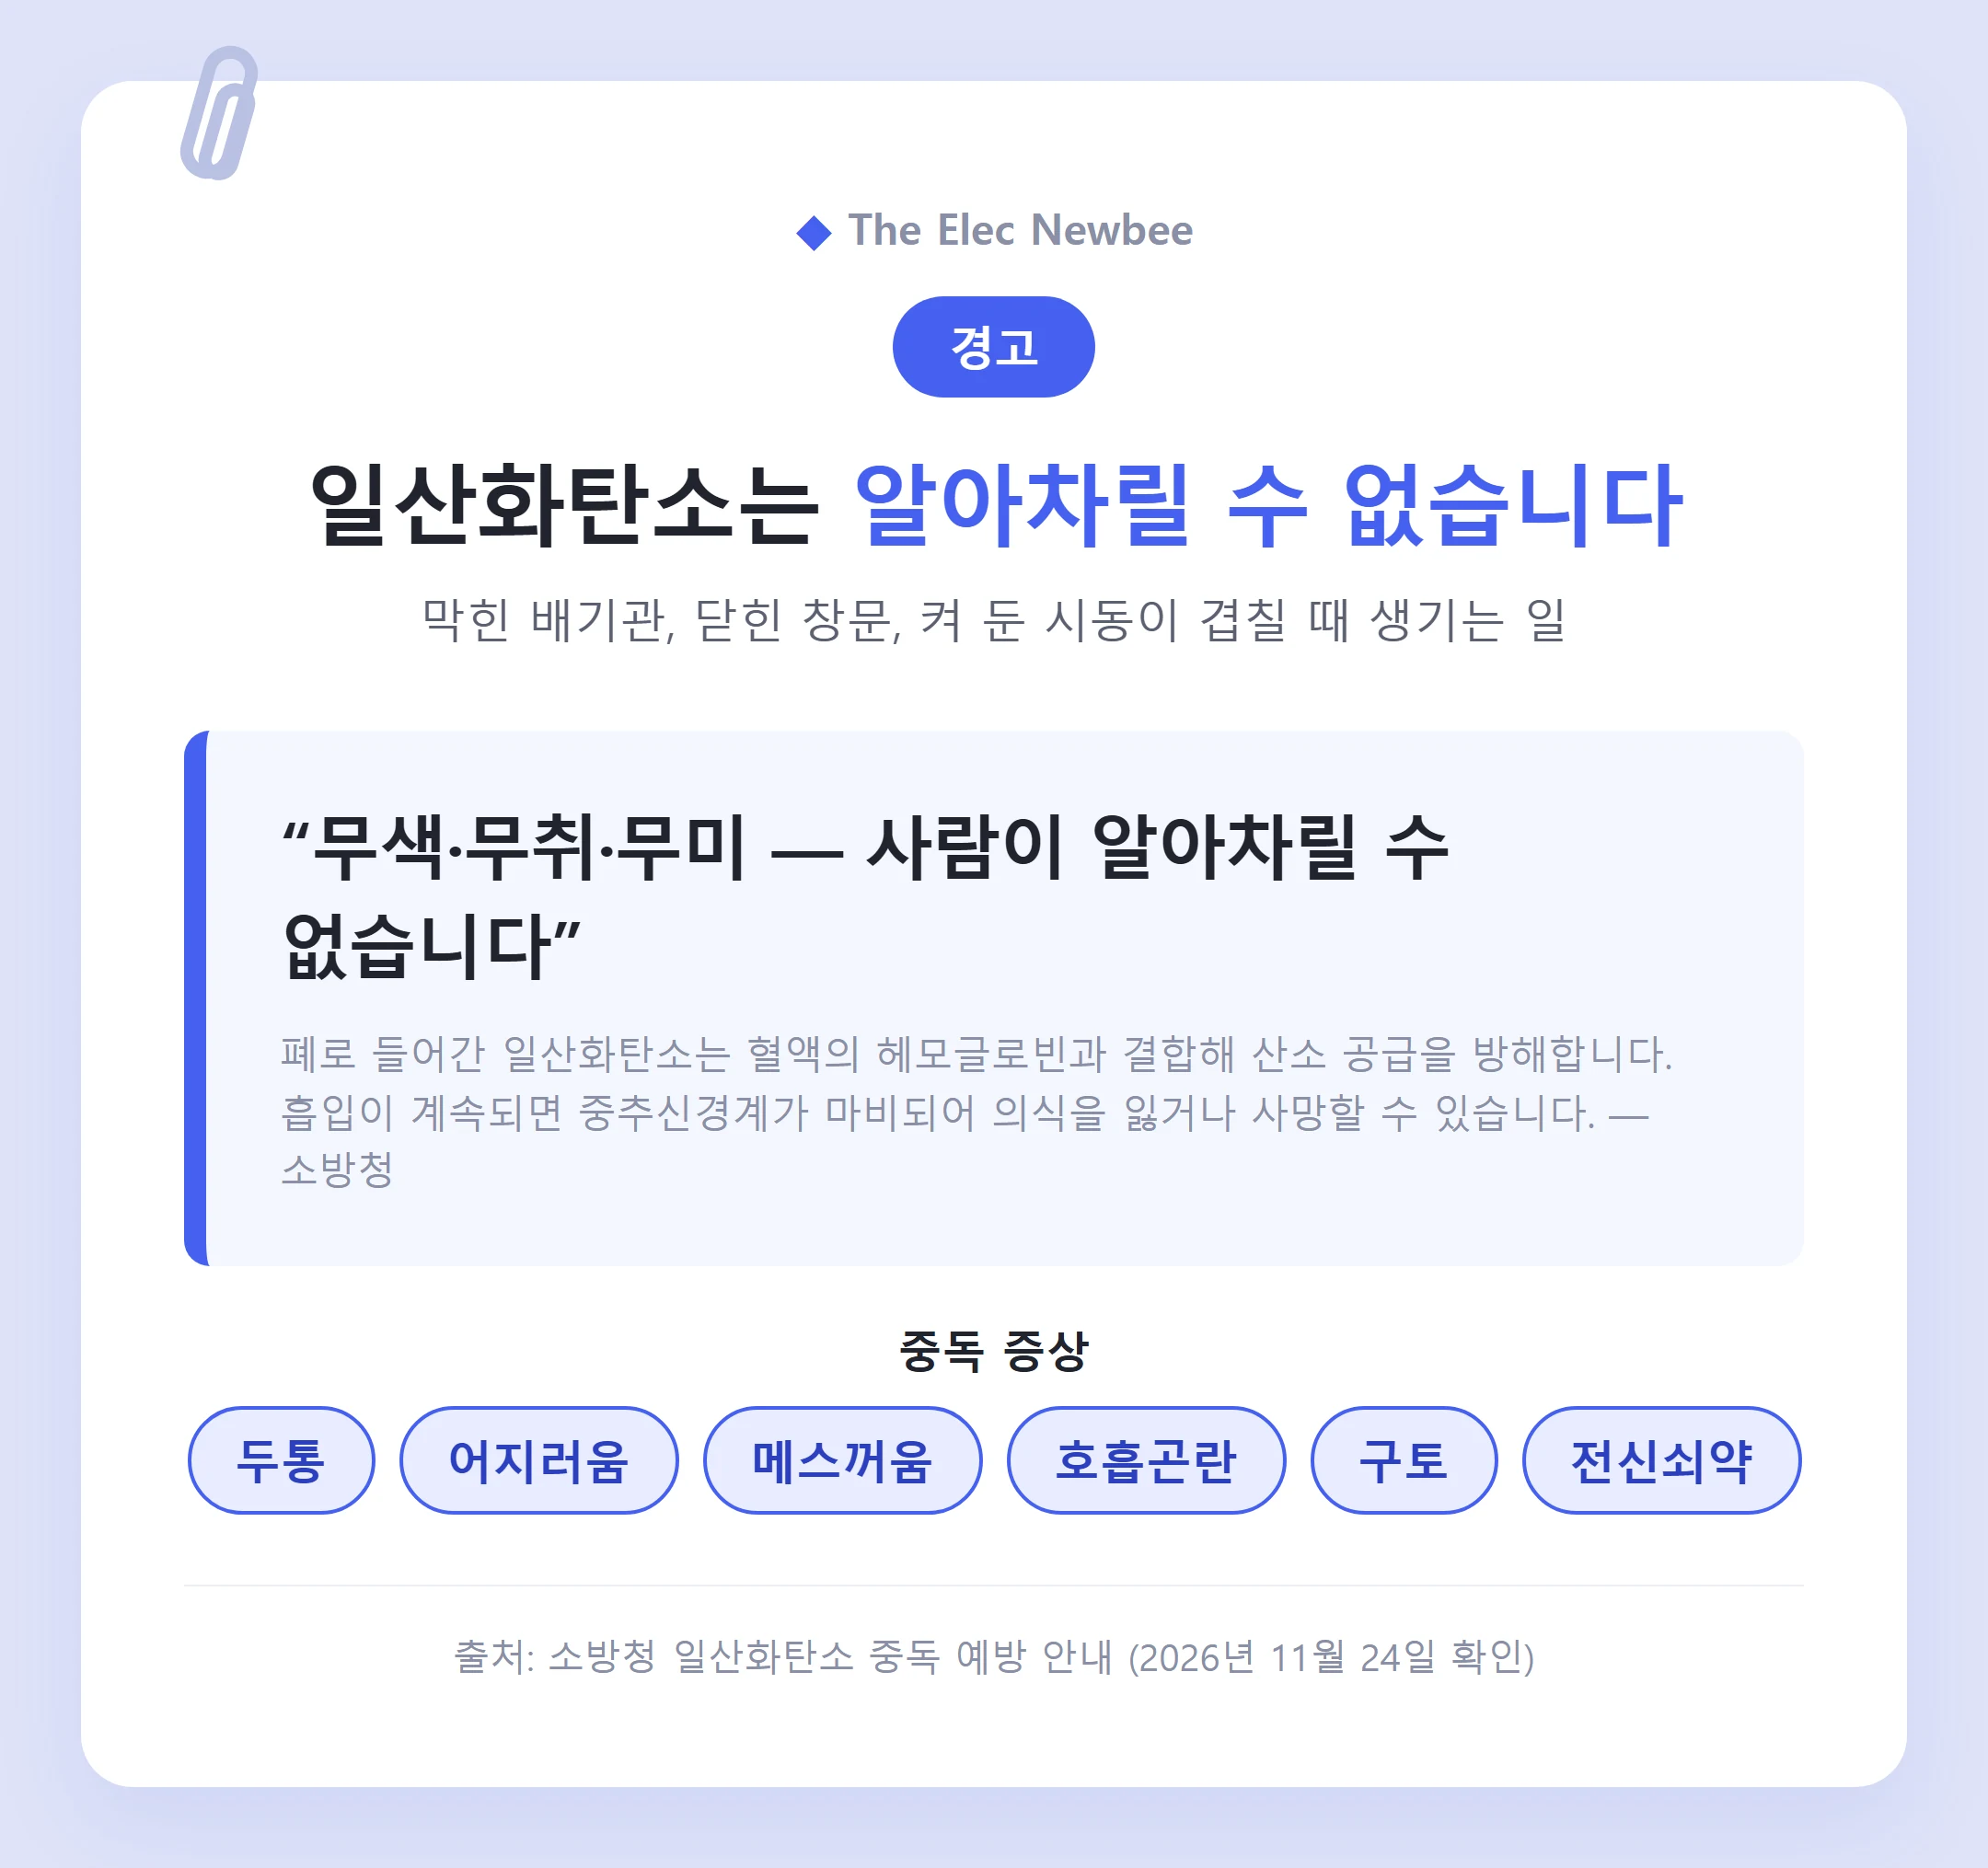 The Elec Newbee
경고
일산화탄소는 알아차릴 수 없습니다
막힌 배기관, 닫힌 창문, 켜 둔 시동이 겹칠 때 생기는 일
“무색·무취·무미 — 사람이 알아차릴 수
없습니다”
폐로 들어간 일산화탄소는 혈액의 헤모글로빈과 결합해 산소 공급을 방해합니다.
흡입이 계속되면 중추신경계가 마비되어 의식을 잃거나 사망할 수 있습니다. —
소방청
중독 증상
두통 어지러움 메스꺼움 호흡곤란 구토 전신쇠약
출처: 소방청 일산화탄소 중독 예방 안내 (2026년 11월 24일 확인)